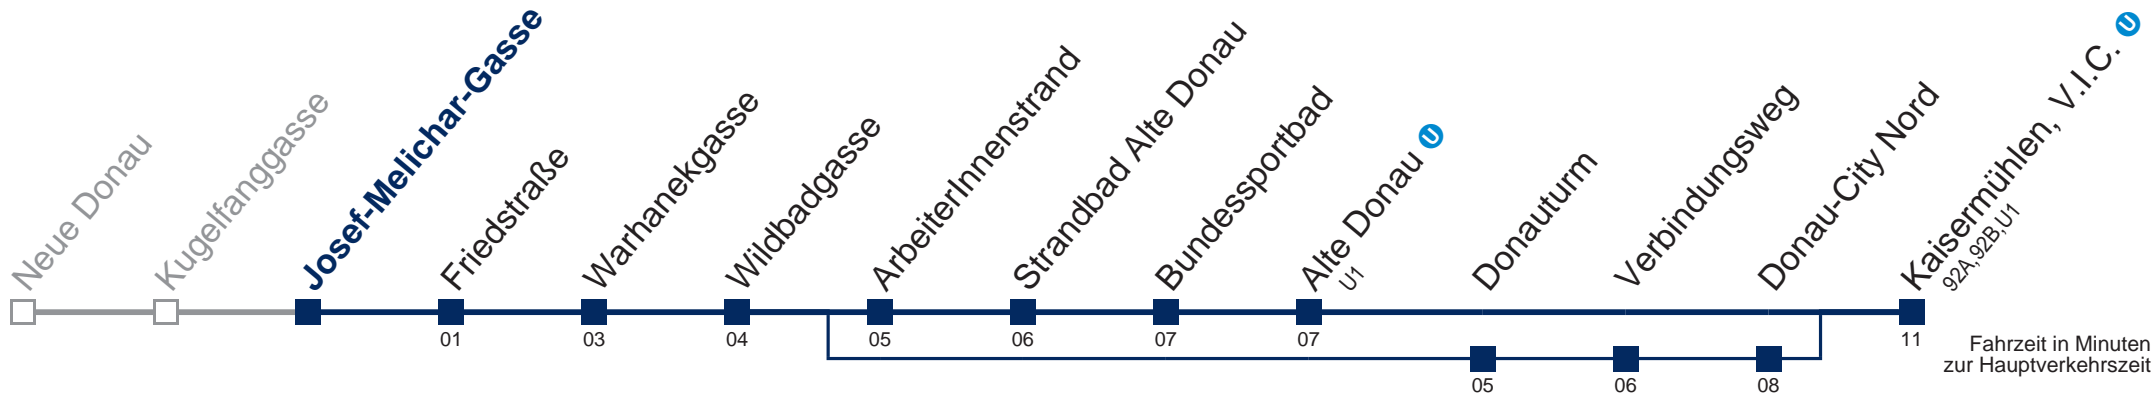 Neue Donau
Kugelfanggasse
Josef-Melichar-Gasse
Friedstraße
Warhanekgasse
Wildbadgasse
ArbeiterInnenstrand
Strandbad Alte Donau
Bundessportbad
Alte Donau U
U1
Donauturm
Verbindungsweg
Donau-City Nord
Kaisermühlen, V.I.C. U
92A,92B,U1
01
03
04
05
06
07
07
11
05
06
08
Fahrzeit in Minuten
zur Hauptverkehrszeit